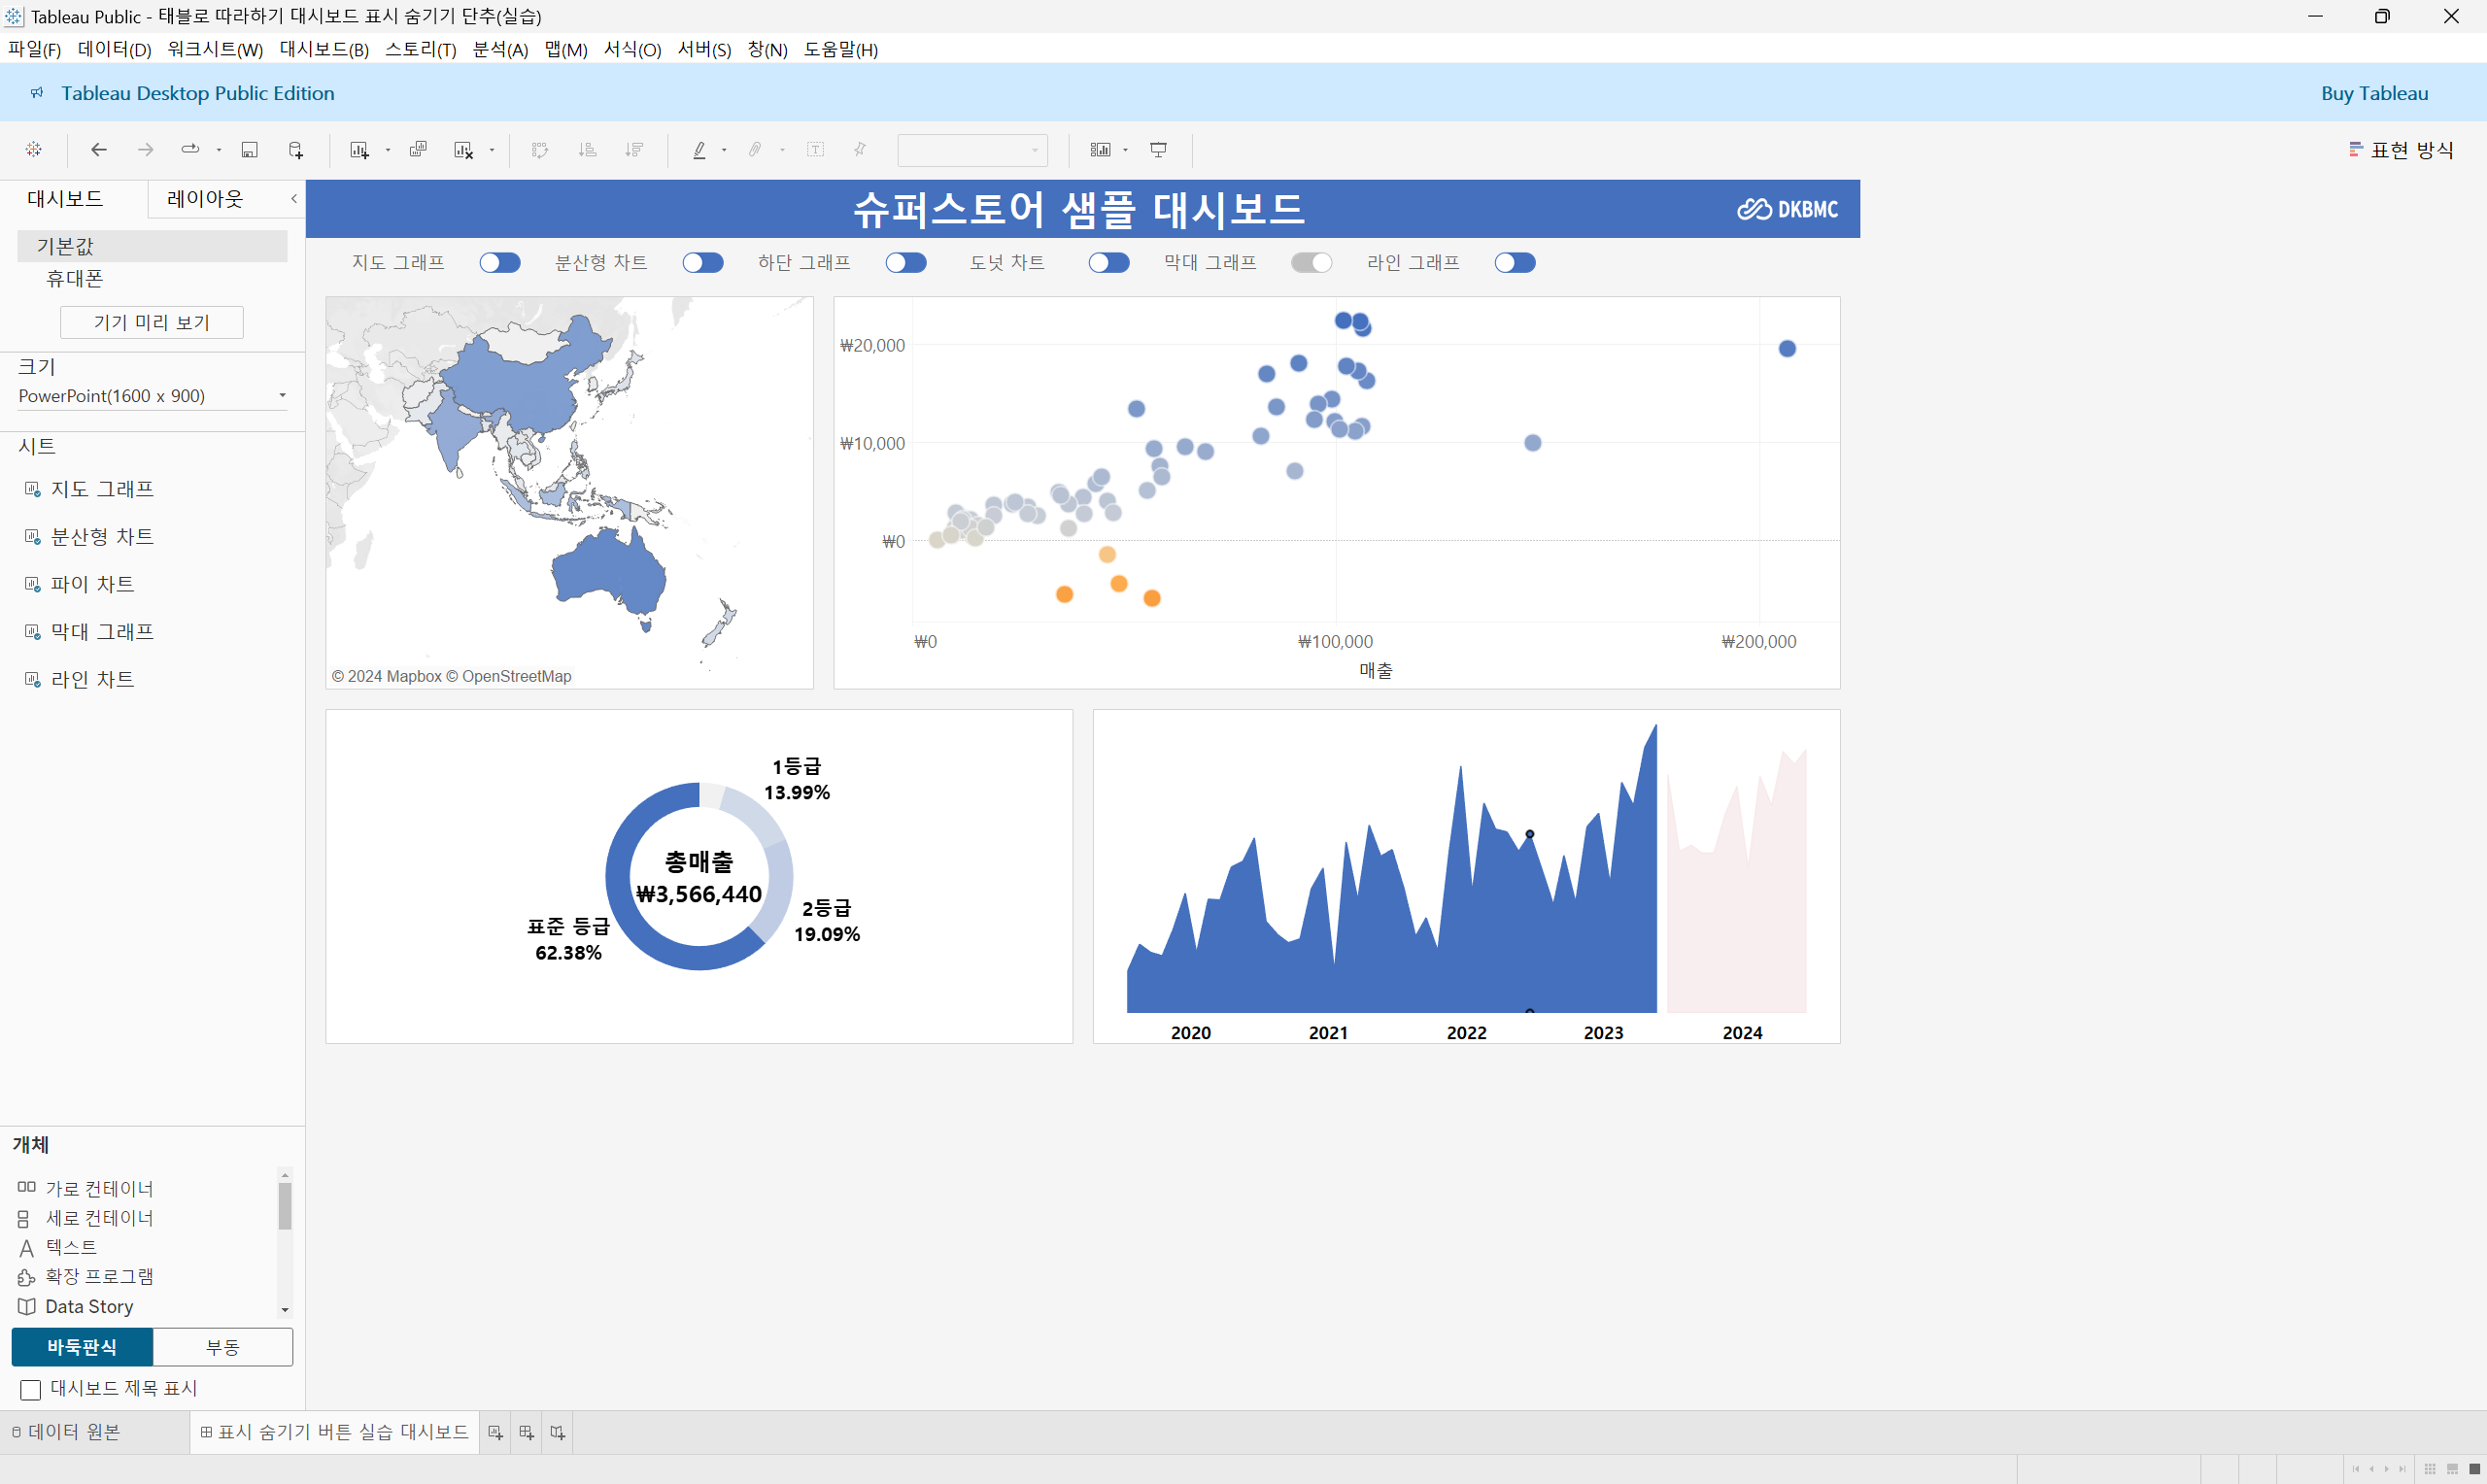 Tableau Public - 태블로 따라하기 대시보드 표시 숨기기 단추(실습)
파일(F) 데이터(D) 워크시트(W) 대시보드(B) 스토리(T) 분석(A) 맵(M) 서식(O) 서버(S) 창(N) 도움말(H)
Tableau Desktop Public Edition
Buy Tableau
표현 방식
대시보드
레이아웃
기본값
휴대폰
기기 미리 보기
크기
PowerPoint(1600 x 900)
시트
지도 그래프
분산형 차트
파이 차트
막대 그래프
라인 차트
슈퍼스토어 샘플 대시보드
DKBMC
지도 그래프 분산형 차트 하단 그래프 도넛 차트 막대 그래프 라인 그래프
© 2024 Mapbox © OpenStreetMap
₩20,000
₩10,000
₩0
₩0 ₩100,000 ₩200,000
매출
1등급
13.99%
총매출
₩3,566,440
2등급
19.09%
표준 등급
62.38%
2020 2021 2022 2023 2024
개체
가로 컨테이너
세로 컨테이너
텍스트
확장 프로그램
Data Story
바둑판식 부동
대시보드 제목 표시
데이터 원본
표시 숨기기 버튼 실습 대시보드